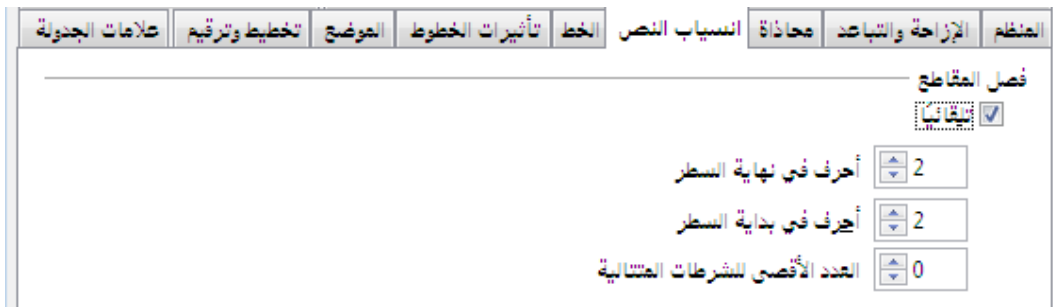 المنظم الإزاحة والتباعد محاذاة انسياب النص الخط تأثيرات الخطوط الموضع تخطيط وترقيم علامات الجدولة
فصل المقاطع
تلقائيًا
2 أحرف في نهاية السطر
2 أحرف في بداية السطر
0 العدد الأقصى للشرطات المتتالية